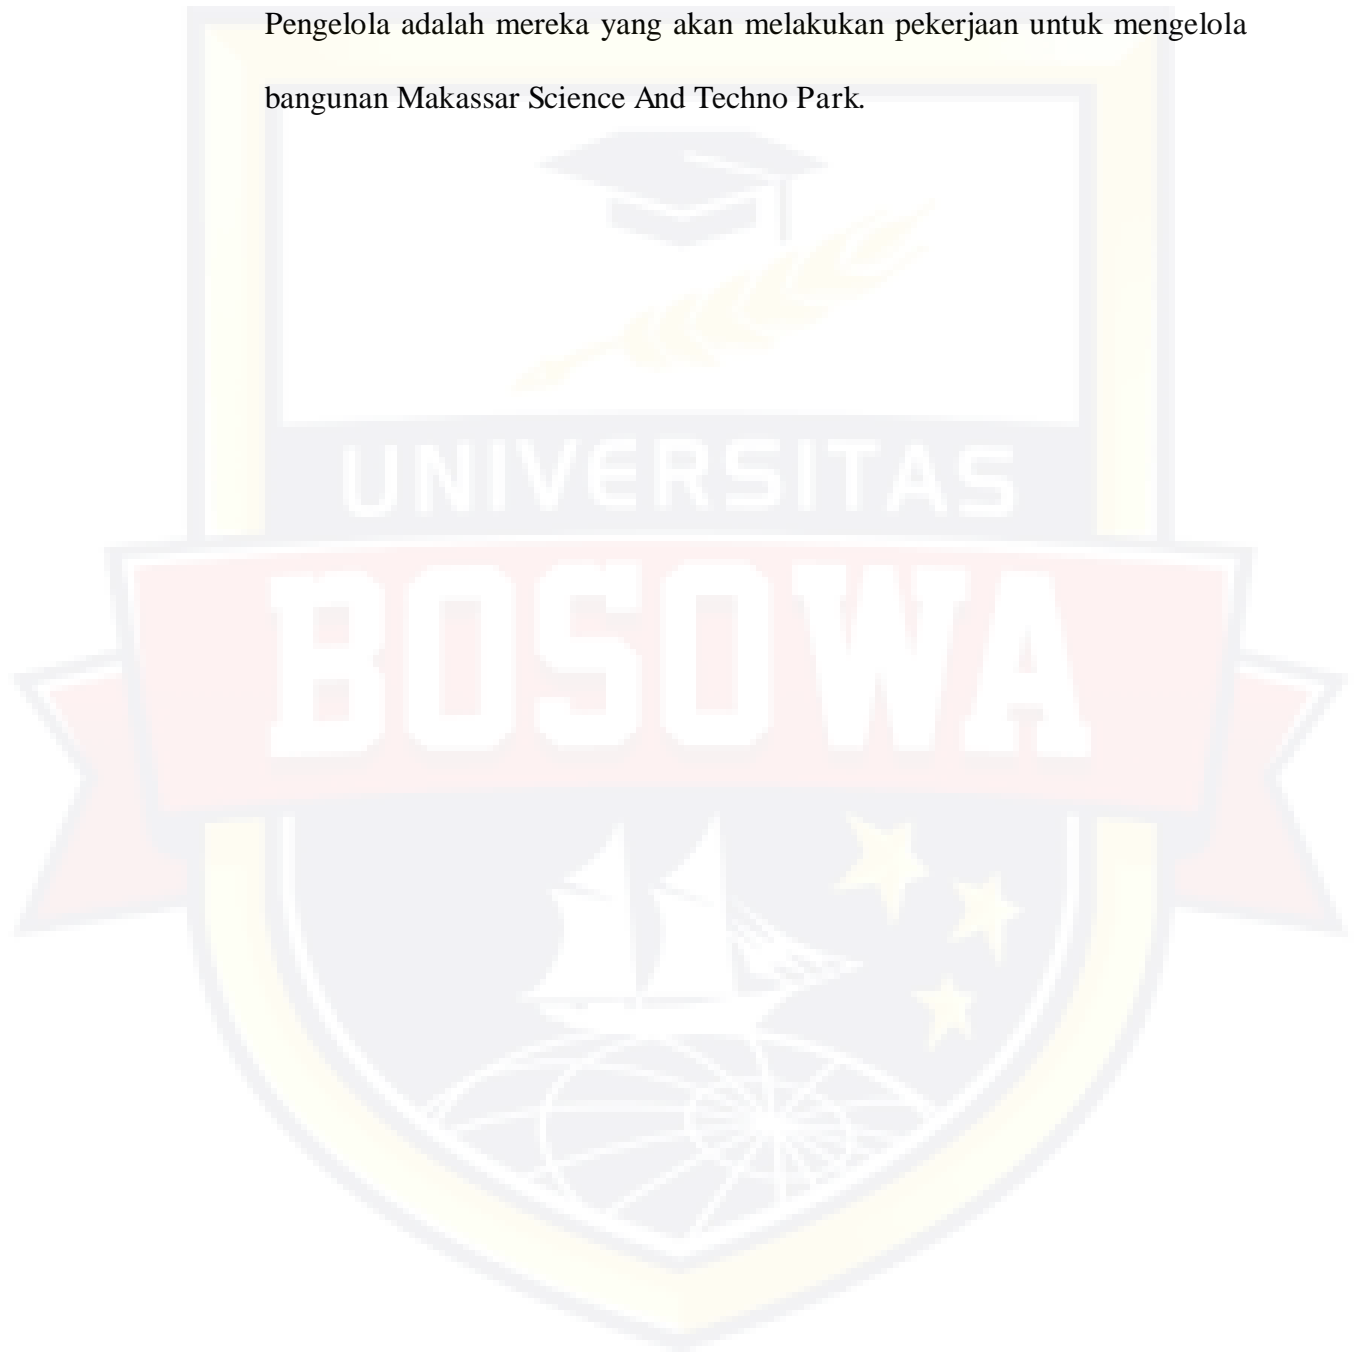 Pengelola adalah mereka yang akan melakukan pekerjaan untuk mengelola
bangunan Makassar Science And Techno Park.
UNIVERSITAS
BOSOWA